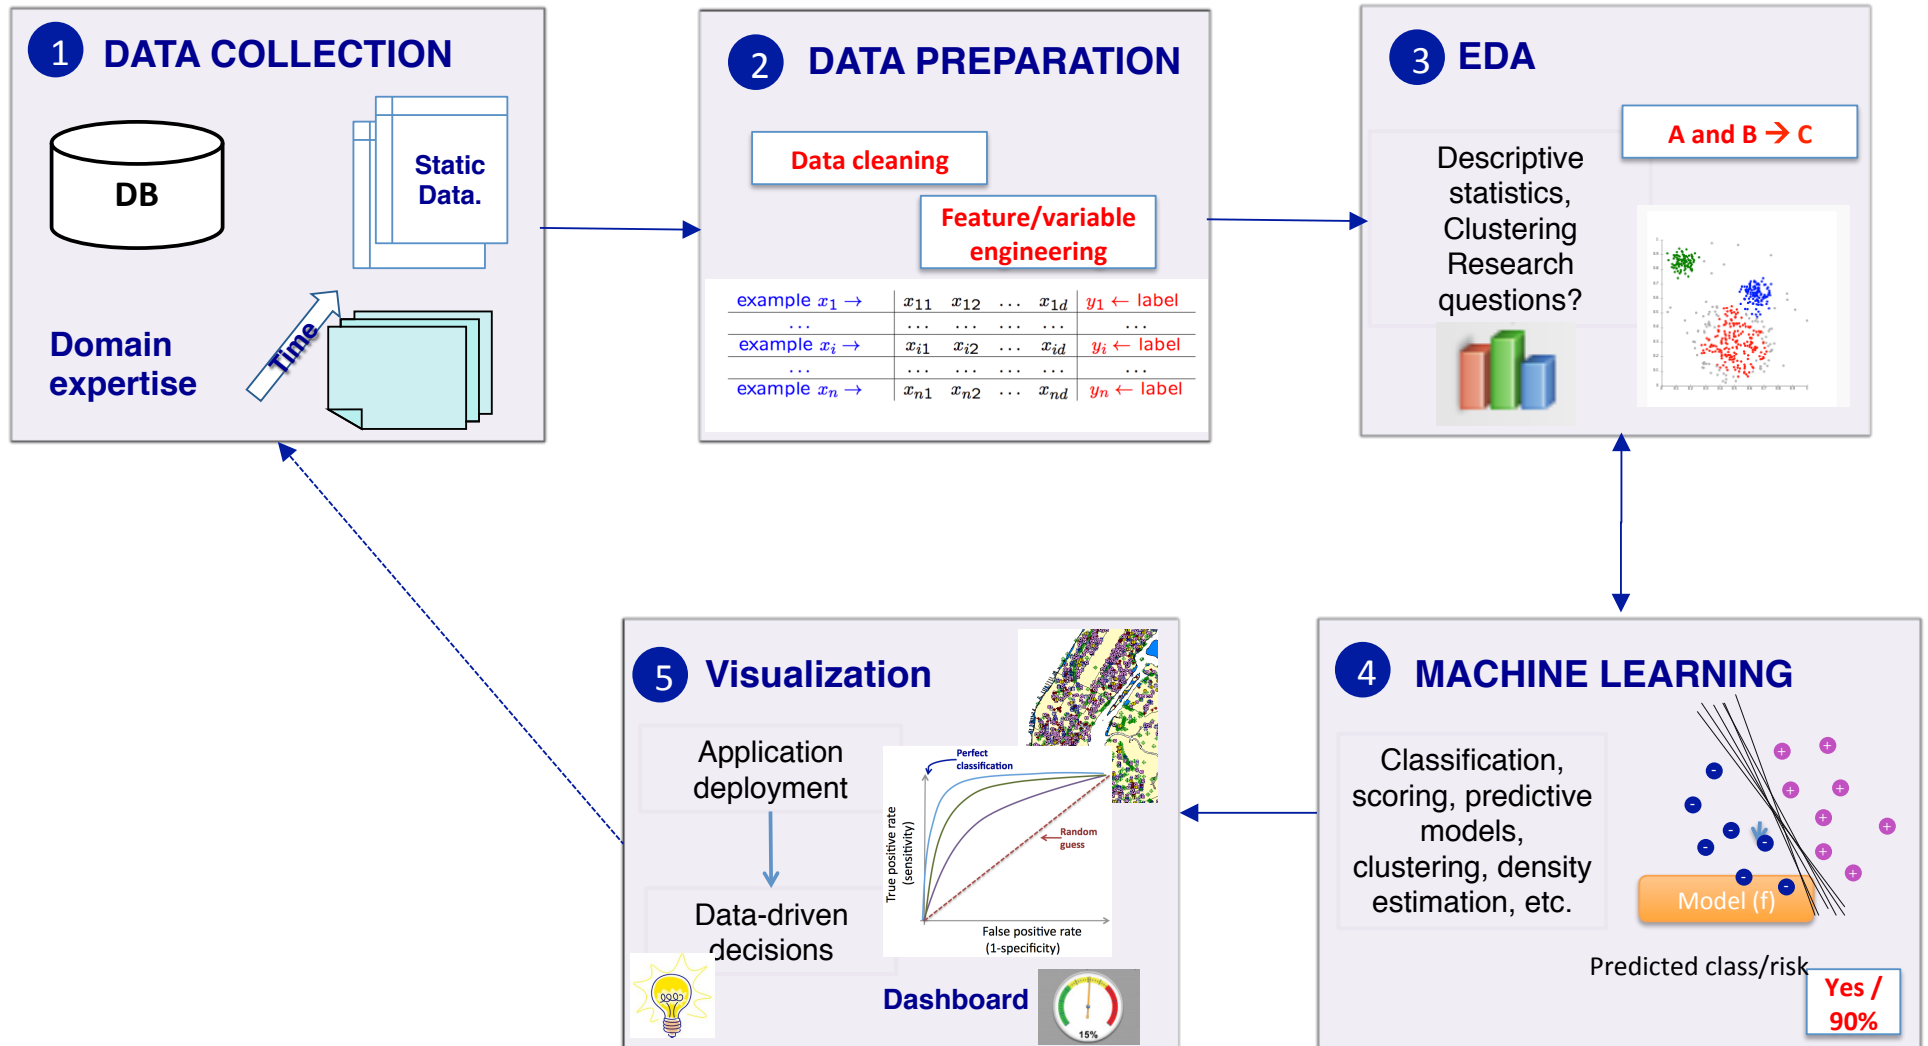 1 DATA COLLECTION
DB
Static
Data.
Time
Domain
expertise
2 DATA PREPARATION
Data cleaning
Feature/variable
engineering
example x1 → x11 x12 … x1d y1 ← label
… … … … … …
example xi → xi1 xi2 … xid yi ← label
… … … … … …
example xn → xn1 xn2 … xnd yn ← label
3 EDA
A and B → C
Descriptive
statistics,
Clustering
Research
questions?
4 MACHINE LEARNING
Classification,
scoring, predictive
models,
clustering, density
estimation, etc.
Model (f)
Predicted class/risk
Yes /
90%
5 Visualization
Application
deployment
Data-driven
decisions
Perfect
classification
Random
guess
True positive rate
(sensitivity)
False positive rate
(1-specificity)
Dashboard
15%